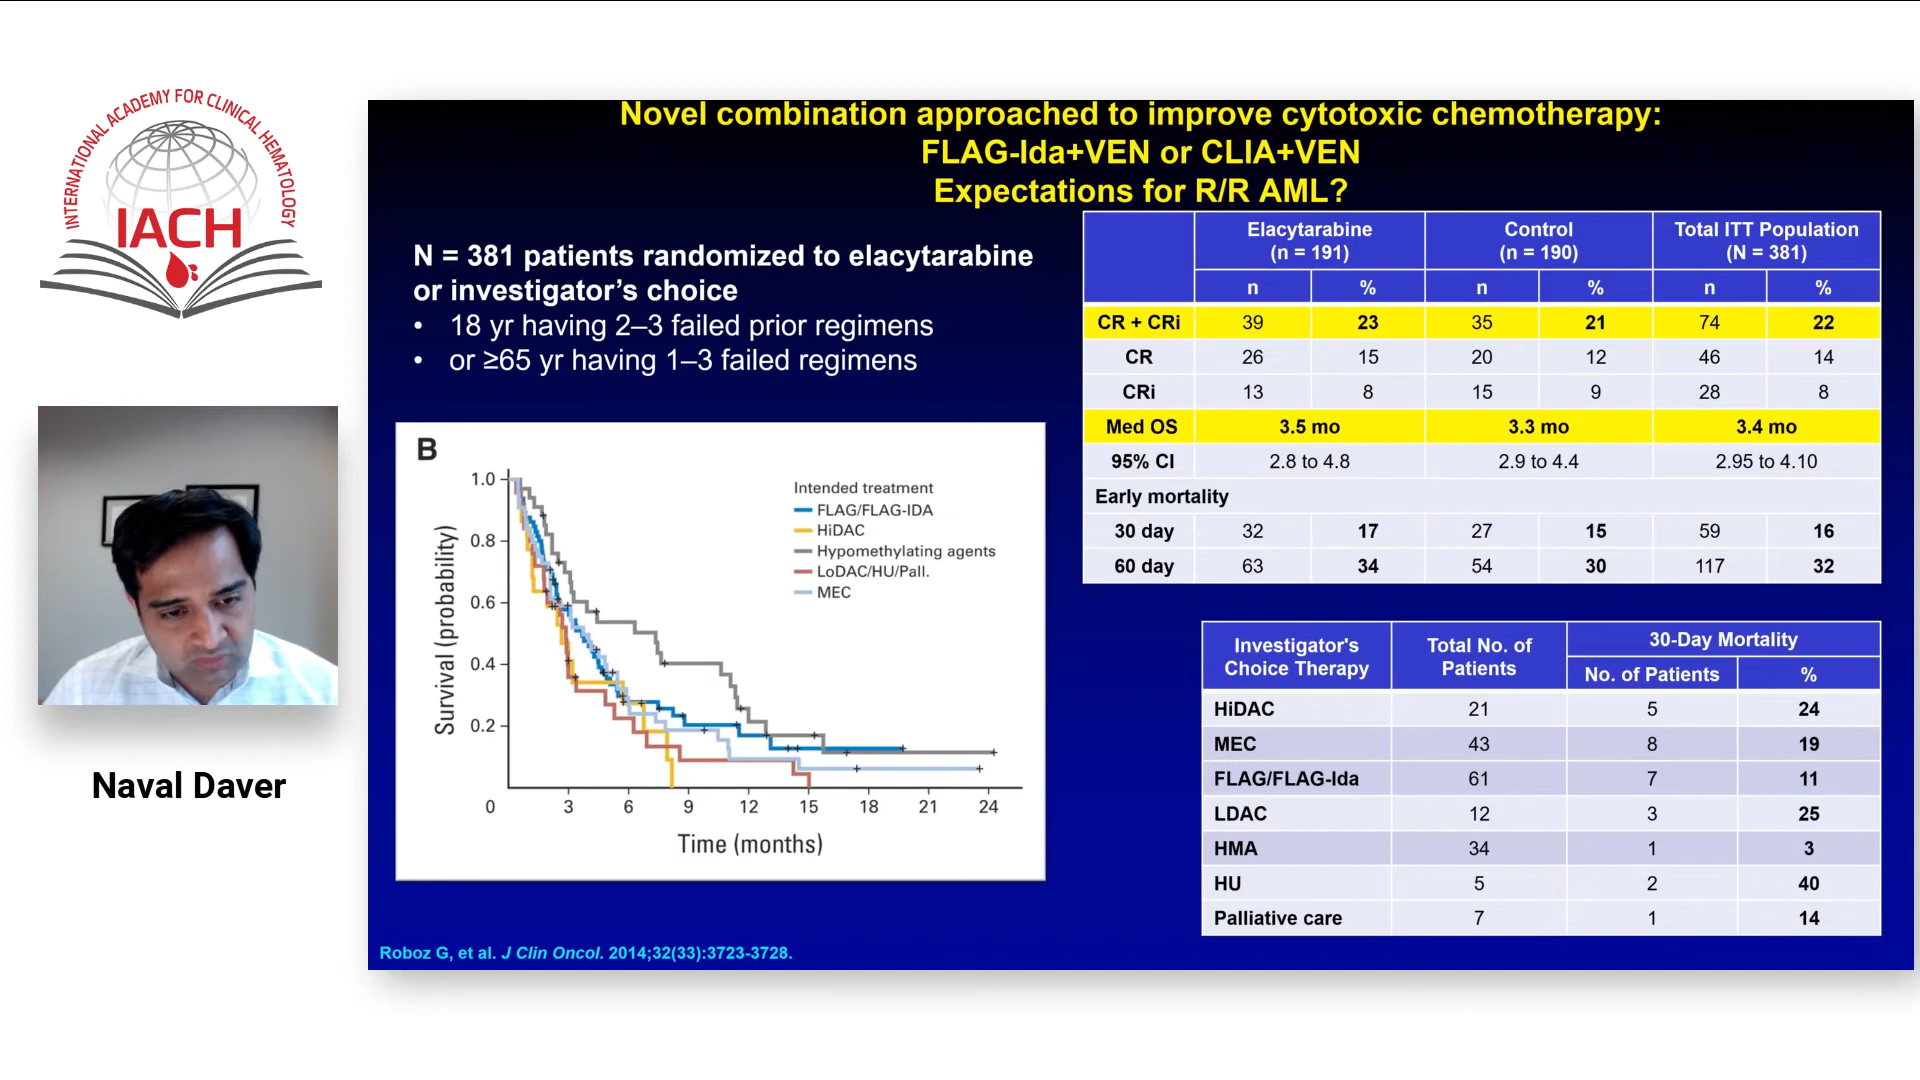 INTERNATIONAL ACADEMY FOR CLINICAL HEMATOLOGY
IACH
Naval Daver
Novel combination approached to improve cytotoxic chemotherapy:
FLAG-Ida+VEN or CLIA+VEN
Expectations for R/R AML?
N = 381 patients randomized to elacytarabine
or investigator's choice
• 18 yr having 2–3 failed prior regimens
• or ≥65 yr having 1–3 failed regimens
B
Survival (probability)
1.0
0.8
0.6
0.4
0.2
0 3 6 9 12 15 18 21 24
Time (months)
Intended treatment
FLAG/FLAG-IDA
HiDAC
Hypomethylating agents
LoDAC/HU/Pall.
MEC
Elacytarabine (n = 191) Control (n = 190) Total ITT Population (N = 381)
n % n % n %
CR + CRi 39 23 35 21 74 22
CR 26 15 20 12 46 14
CRi 13 8 15 9 28 8
Med OS 3.5 mo 3.3 mo 3.4 mo
95% CI 2.8 to 4.8 2.9 to 4.4 2.95 to 4.10
Early mortality
30 day 32 17 27 15 59 16
60 day 63 34 54 30 117 32
Investigator's Choice Therapy Total No. of Patients 30-Day Mortality
No. of Patients %
HiDAC 21 5 24
MEC 43 8 19
FLAG/FLAG-Ida 61 7 11
LDAC 12 3 25
HMA 34 1 3
HU 5 2 40
Palliative care 7 1 14
Roboz G, et al. J Clin Oncol. 2014;32(33):3723-3728.